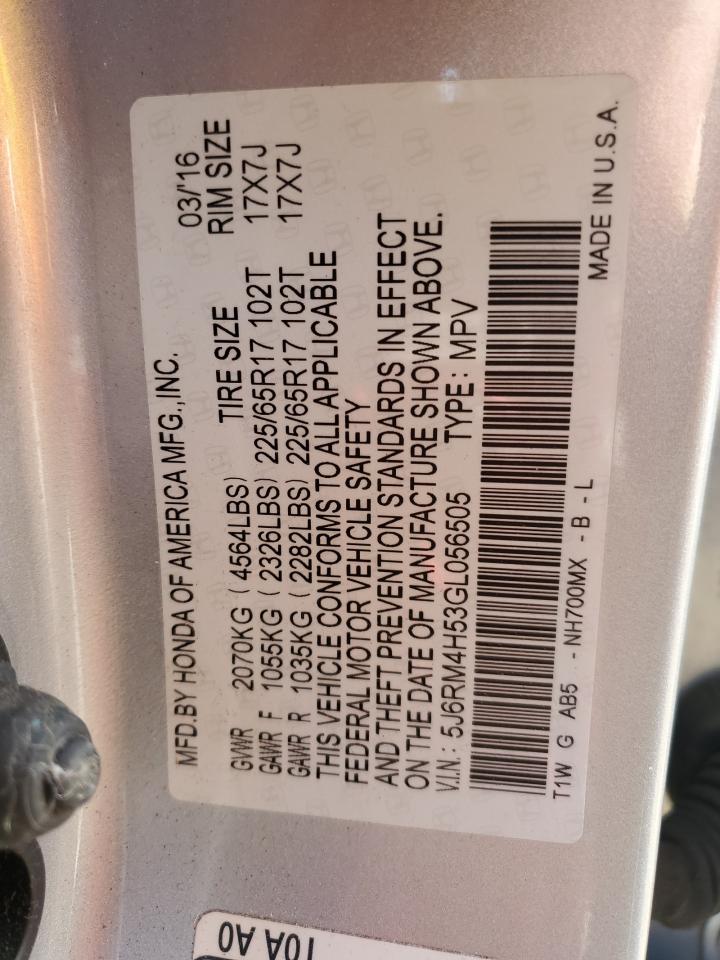 MFD.BY HONDA OF AMERICA MFG.,INC. 03/'16
GVWR 2070KG ( 4564LBS) TIRE SIZE RIM SIZE
GAWR F 1055KG ( 2326LBS) 225/65R17 102T 17X7J
GAWR R 1035KG ( 2282LBS) 225/65R17 102T 17X7J
THIS VEHICLE CONFORMS TO ALL APPLICABLE
FEDERAL MOTOR VEHICLE SAFETY
AND THEFT PREVENTION STANDARDS IN EFFECT
ON THE DATE OF MANUFACTURE SHOWN ABOVE.
V.I.N.: 5J6RM4H53GL056505 TYPE : MPV
T1W G AB5 - NH700MX - B - L
MADE IN U.S.A.
10A A0